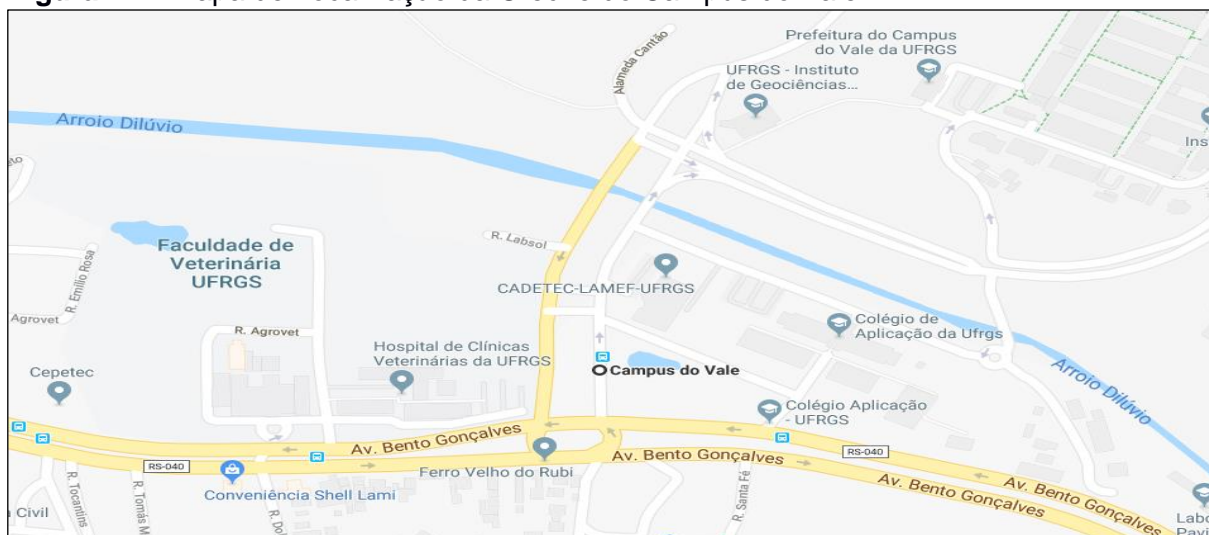 Prefeitura do Campus
do Vale da UFRGS
Alameda Cantão
UFRGS - Instituto
de Geociências...
Arroio Dilúvio
Ins
R. Labsol
Faculdade de
Veterinária
UFRGS
R. Emílio Rosa
CADETEC-LAMEF-UFRGS
Agrovet
R. Agrovet
Colégio de
Aplicação da Ufrgs
Hospital de Clínicas
Veterinárias da UFRGS
Cepetec
Campus do Vale
Arroio Dilúvio
Colégio Aplicação
- UFRGS
Av. Bento Gonçalves
RS-040
Av. Bento Gonçalves
RS-040
Ferro Velho do Rubi
Av. Bento Gonçalves
Av. Bento Gonçalves
Conveniência Shell Lami
R. Tocantins
R. Tomás M
R. Dol
R. Santa Fé
a Civil
Labo
Pavi